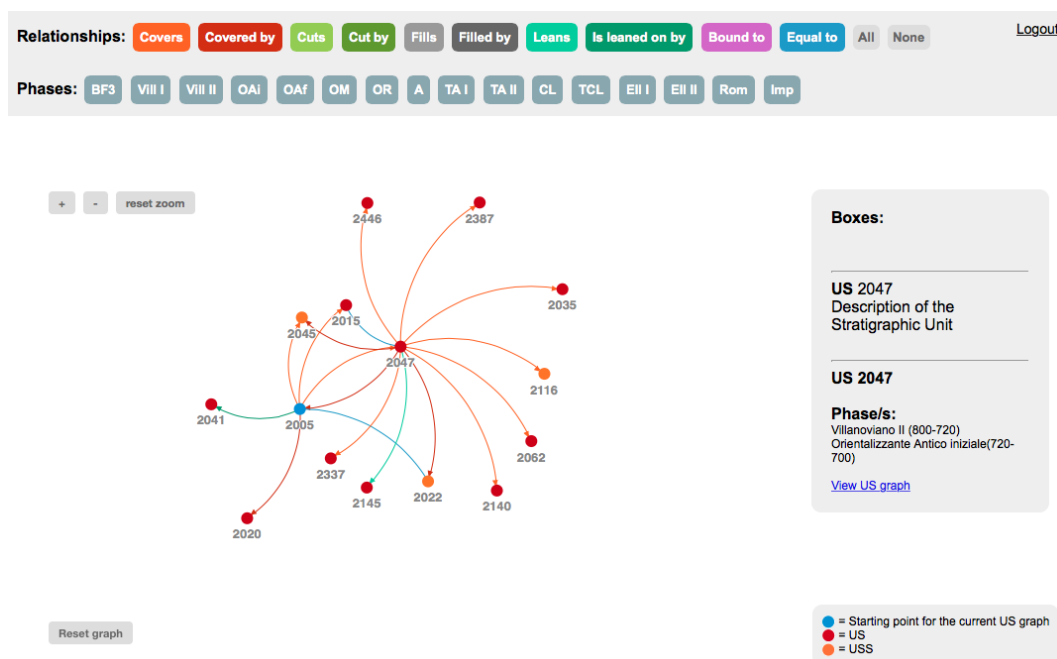 Relationships: Covers Covered by Cuts Cut by Fills Filled by Leans Is leaned on by Bound to Equal to All None Logout
Phases: BF3 Vill I Vill II OAi OAf OM OR A TA I TA II CL TCL Ell I Ell II Rom Imp
+ - reset zoom
2446 2387
2035
2015
2045
2047
2116
2041
2005
2062
2337
2145 2022 2140
2020
Reset graph
Boxes:
US 2047
Description of the
Stratigraphic Unit
US 2047
Phase/s:
Villanoviano II (800-720)
Orientalizzante Antico iniziale(720-
700)
View US graph
= Starting point for the current US graph
= US
= USS